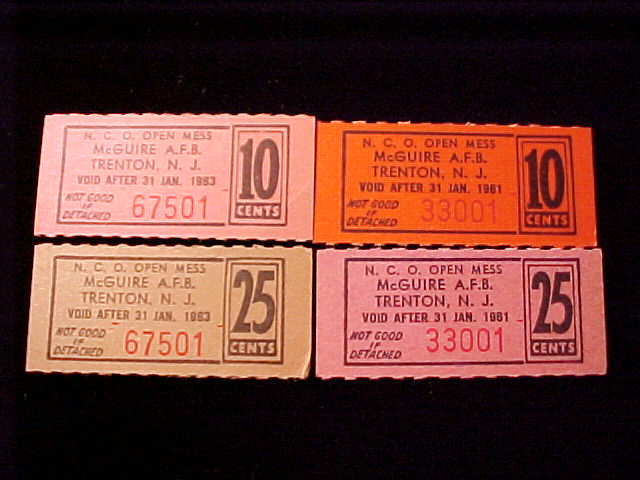 N. C. O. OPEN MESS
McGUIRE A.F.B.
TRENTON, N. J.
VOID AFTER 31 JAN. 1963
NOT GOOD
IF
DETACHED
67501
10
CENTS
N. C. O. OPEN MESS
McGUIRE A.F.B.
TRENTON, N. J.
VOID AFTER 31 JAN. 1961
NOT GOOD
IF
DETACHED
33001
10
CENTS
N. C. O. OPEN MESS
McGUIRE A.F.B.
TRENTON, N. J.
VOID AFTER 31 JAN. 1963
NOT GOOD
IF
DETACHED
67501
25
CENTS
N. C. O. OPEN MESS
McGUIRE A.F.B.
TRENTON, N. J.
VOID AFTER 31 JAN. 1961
NOT GOOD
IF
DETACHED
33001
25
CENTS